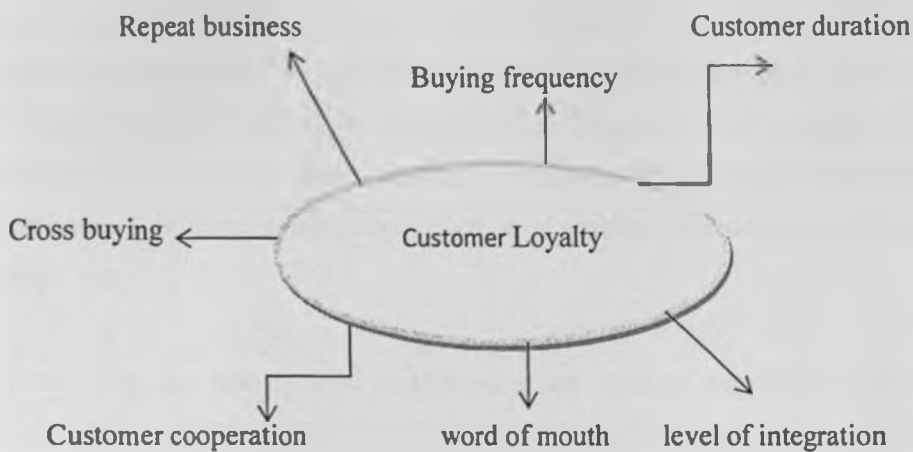 Repeat business
Customer duration
Buying frequency
Cross buying
Customer Loyalty
Customer cooperation
word of mouth
level of integration